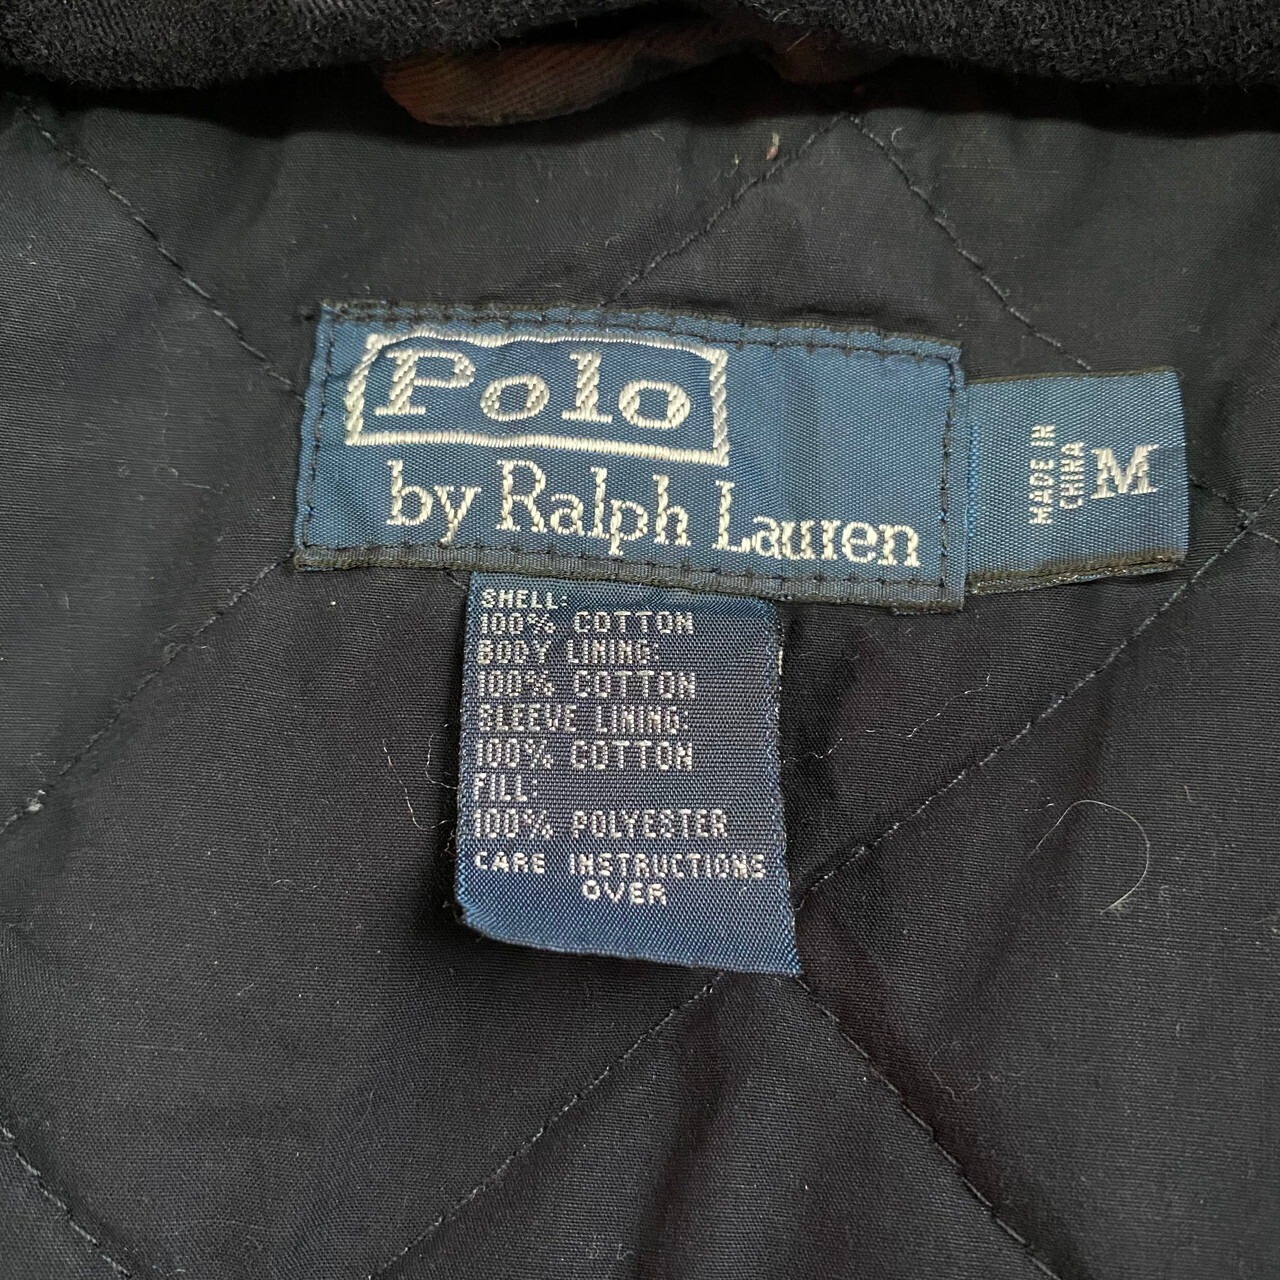 Polo
by Ralph Lauren
MADE IN
CHINA
M
SHELL:
100% COTTON
BODY LINING:
100% COTTON
SLEEVE LINING:
100% COTTON
FILL:
100% POLYESTER
CARE INSTRUCTIONS
OVER